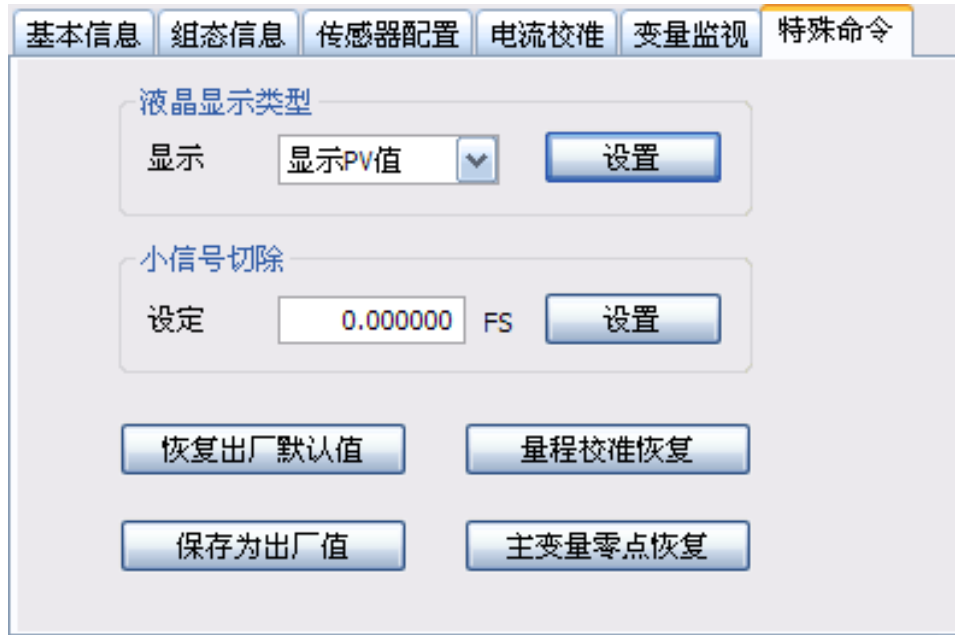 基本信息 组态信息 传感器配置 电流校准 变量监视 特殊命令
液晶显示类型
显示 显示PV值 设置
小信号切除
设定 0.000000 FS 设置
恢复出厂默认值 量程校准恢复
保存为出厂值 主变量零点恢复